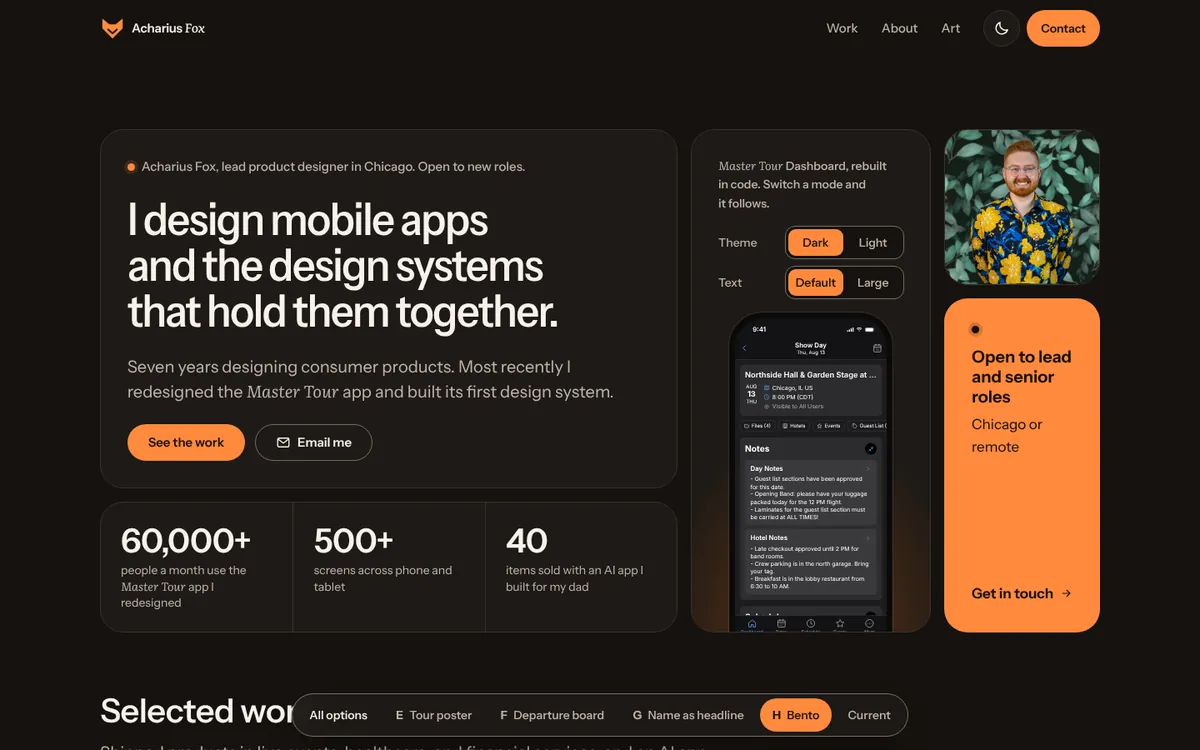 Acharius Fox
Work
About
Art
Contact
Acharius Fox, lead product designer in Chicago. Open to new roles.
I design mobile apps
and the design systems
that hold them together.
Seven years designing consumer products. Most recently I
redesigned the Master Tour app and built its first design system.
See the work
Email me
60,000+
people a month use the
Master Tour app I
redesigned
500+
screens across phone and
tablet
40
items sold with an AI app I
built for my dad
Master Tour Dashboard, rebuilt
in code. Switch a mode and
it follows.
Theme
Dark
Light
Text
Default
Large
9:41
Show Day
Thu, Aug 13
Northside Hall & Garden Stage at ...
AUG
13
THU
Chicago, IL US
8:00 PM (CDT)
Visible to All Users
Files (4)
Hotels
Events
Guest List
Notes
Day Notes
- Guest list sections have been approved
for this date.
- Opening Band: please have your luggage
packed today for the 12 PM flight.
- Laminates for the guest list section must
be carried at ALL TIMES!
Hotel Notes
- Late checkout approved until 2 PM for
band rooms.
- Crew parking is in the north garage. Bring
your tag.
- Breakfast is in the lobby restaurant from
6:30 to 10 AM.
Open to lead
and senior
roles
Chicago or
remote
Get in touch →
Selected wor
All options
E Tour poster
F Departure board
G Name as headline
H Bento
Current